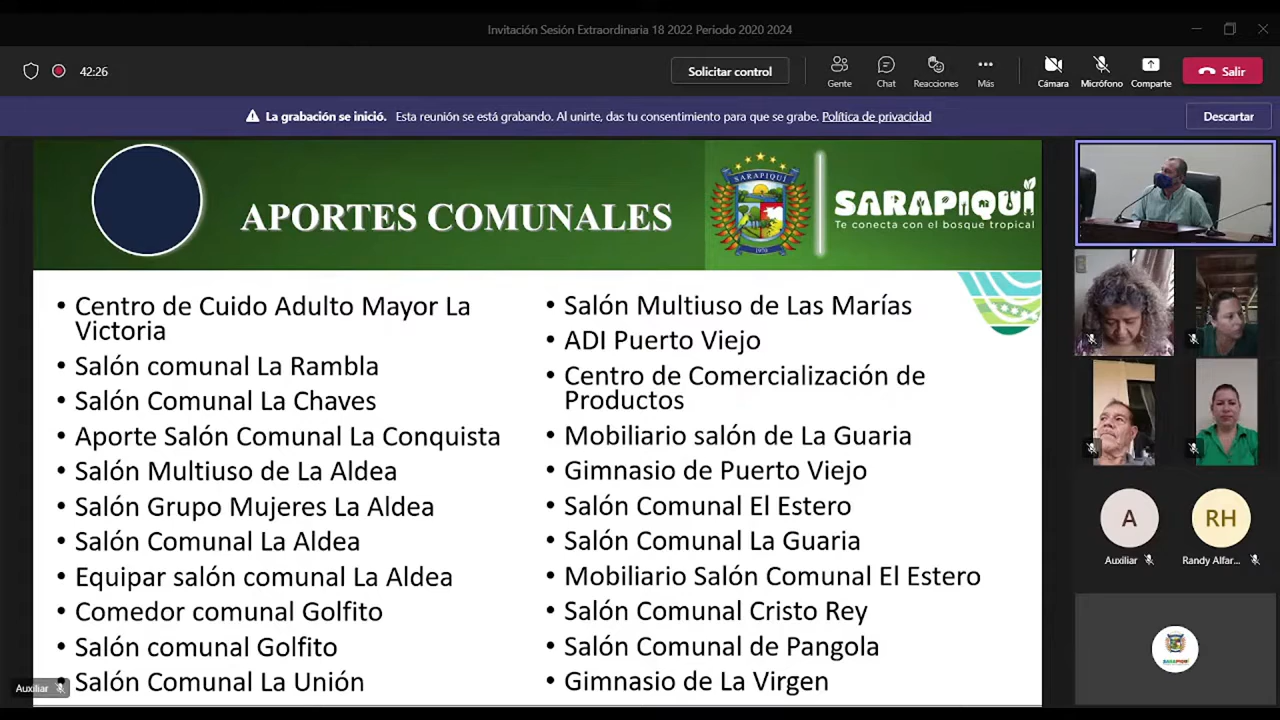 Invitación Sesión Extraordinaria 18 2022 Periodo 2020 2024
42:26
Solicitar control
Gente
Chat
Reacciones
Más
Cámara
Micrófono
Comparte
Salir
La grabación se inició. Esta reunión se está grabando. Al unirte, das tu consentimiento para que se grabe. Política de privacidad
Descartar
APORTES COMUNALES
SARAPIQUÍ
1970
SARAPIQUÍ
Te conecta con el bosque tropical
• Centro de Cuido Adulto Mayor La
Victoria
• Salón comunal La Rambla
• Salón Comunal La Chaves
• Aporte Salón Comunal La Conquista
• Salón Multiuso de La Aldea
• Salón Grupo Mujeres La Aldea
• Salón Comunal La Aldea
• Equipar salón comunal La Aldea
• Comedor comunal Golfito
• Salón comunal Golfito
• Salón Comunal La Unión
• Salón Multiuso de Las Marías
• ADI Puerto Viejo
• Centro de Comercialización de
Productos
• Mobiliario salón de La Guaria
• Gimnasio de Puerto Viejo
• Salón Comunal El Estero
• Salón Comunal La Guaria
• Mobiliario Salón Comunal El Estero
• Salón Comunal Cristo Rey
• Salón Comunal de Pangola
• Gimnasio de La Virgen
Auxiliar
A
Auxiliar
RH
Randy Alfar...
SARAPIQUÍ